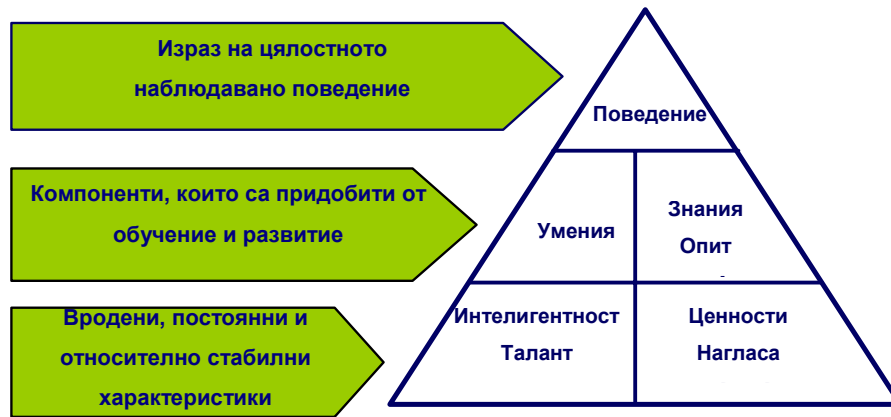 Израз на цялостното
наблюдавано поведение
Поведение
Компоненти, които са придобити от
обучение и развитие
Умения
Знания
Опит
Вродени, постоянни и
относително стабилни
характеристики
Интелигентност
Талант
Ценности
Нагласа